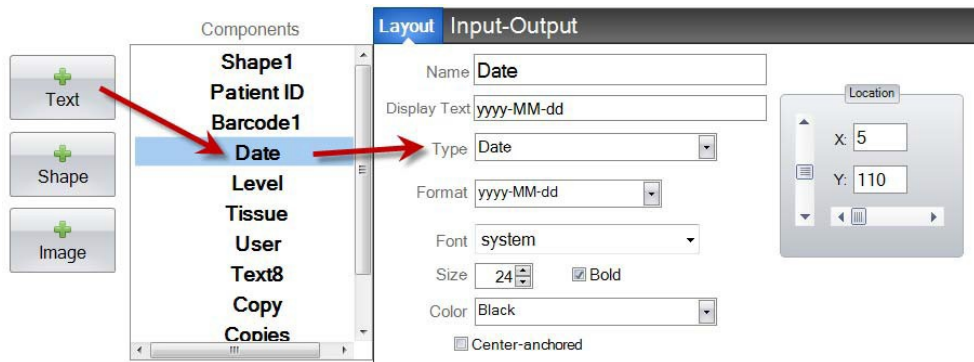 Components
Text
Shape
Image
Shape1
Patient ID
Barcode1
Date
Level
Tissue
User
Text8
Copy
Copies
Layout Input-Output
Name Date
Display Text yyyy-MM-dd
Type Date
Format yyyy-MM-dd
Font system
Size 24 Bold
Color Black
Center-anchored
Location
X: 5
Y: 110